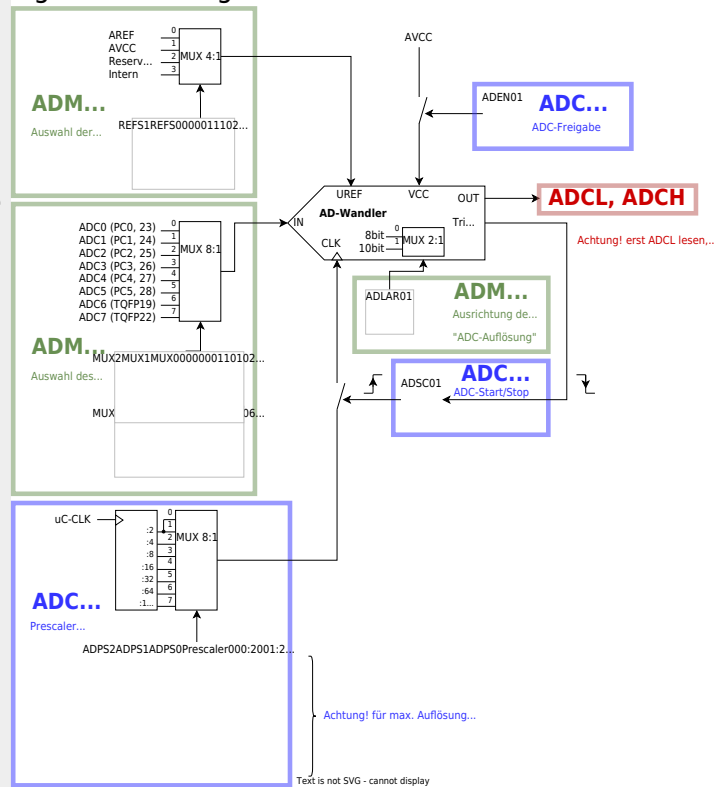 AREF
AVCC
Reserv...
Intern
0
1
2
3
MUX 4:1
ADM...
Auswahl der...
REFS1REFS0000011102...
AVCC
ADEN01
ADC...
ADC-Freigabe
UREF
VCC
OUT
AD-Wandler
IN
Tri...
CLK
8bit
10bit
0
1
MUX 2:1
ADCL, ADCH
Achtung! erst ADCL lesen,..
ADC0 (PC0, 23)
ADC1 (PC1, 24)
ADC2 (PC2, 25)
ADC3 (PC3, 26)
ADC4 (PC4, 27)
ADC5 (PC5, 28)
ADC6 (TQFP19)
ADC7 (TQFP22)
0
1
2
3
4
5
6
7
MUX 8:1
ADM...
Auswahl des...
MUX2MUX1MUX0000000110102...
MUX
06...
ADLAR01
ADM...
Ausrichtung de...
"ADC-Auflösung"
ADSC01
ADC...
ADC-Start/Stop
uC-CLK
:2
:4
:8
:16
:32
:64
:1...
0
1
2
3
4
5
6
7
MUX 8:1
ADC...
Prescaler...
ADPS2ADPS1ADPS0Prescaler000:2001:2...
Achtung! für max. Auflösung...
Text is not SVG - cannot display